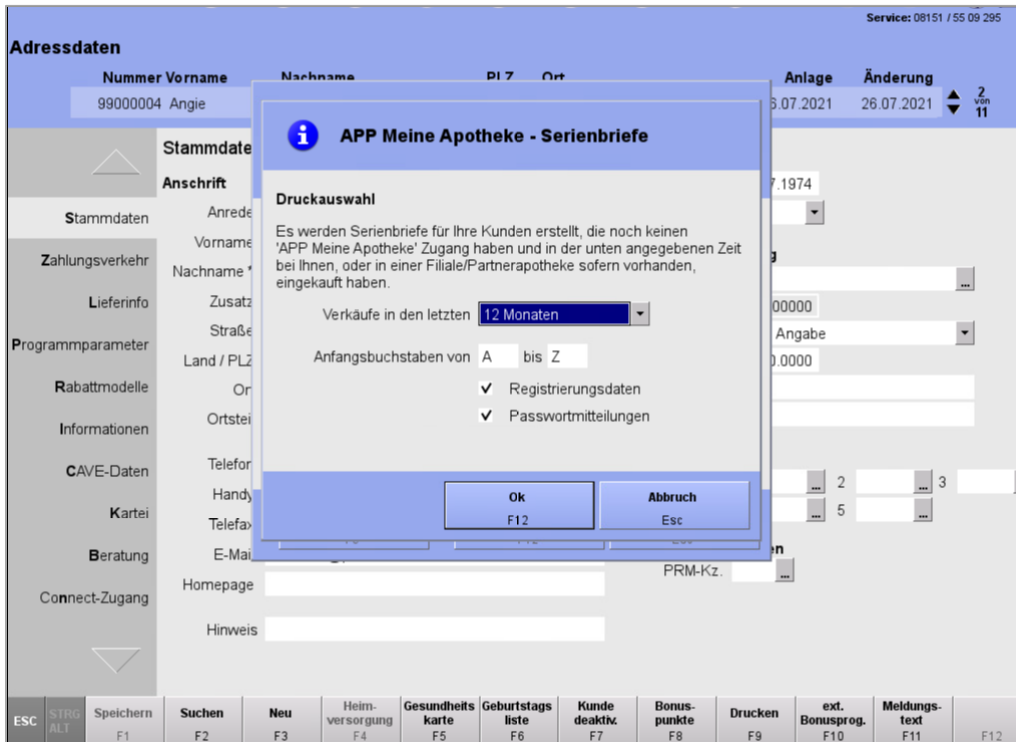 Service: 08151 / 55 09 295
Adressdaten
Nummer Vorname Nachname PLZ Ort Anlage Änderung
99000004 Angie 6.07.2021 26.07.2021 2 von 11
APP Meine Apotheke - Serienbriefe
Druckauswahl
Es werden Serienbriefe für Ihre Kunden erstellt, die noch keinen
'APP Meine Apotheke' Zugang haben und in der unten angegebenen Zeit
bei Ihnen, oder in einer Filiale/Partnerapotheke sofern vorhanden,
eingekauft haben.
Verkäufe in den letzten 12 Monaten
Anfangsbuchstaben von A bis Z
Registrierungsdaten
Passwortmitteilungen
Ok
F12
Abbruch
Esc
Stammdaten
Zahlungsverkehr
Lieferinfo
Programmparameter
Rabattmodelle
Informationen
CAVE-Daten
Kartei
Beratung
Connect-Zugang
Stammdate
Anschrift 7.1974
Anrede
Vorname
Nachname * ...
Zusatz 00000
Straße Angabe
Land / PLZ 0.0000
Or
Ortstei
Telefor ... 2 ... 3
Handy ... 5 ...
Telefax
E-Mai en
PRM-Kz. ...
Homepage
Hinweis
ESC
STRG
ALT
Speichern
F1
Suchen
F2
Neu
F3
Heim-
versorgung
F4
Gesundheits
karte
F5
Geburtstags
liste
F6
Kunde
deaktiv.
F7
Bonus-
punkte
F8
Drucken
F9
ext.
Bonusprog.
F10
Meldungs-
text
F11
F12